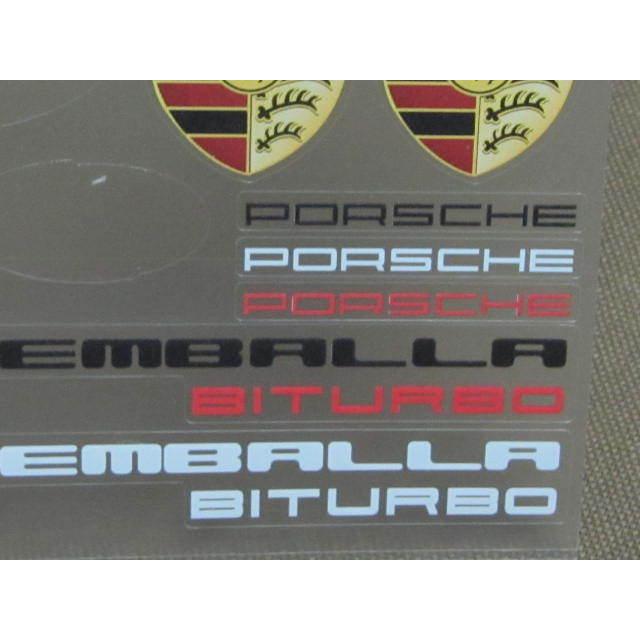 PORSCHE
PORSCHE
PORSCHE
EMBALLA
BITURBO
EMBALLA
BITURBO